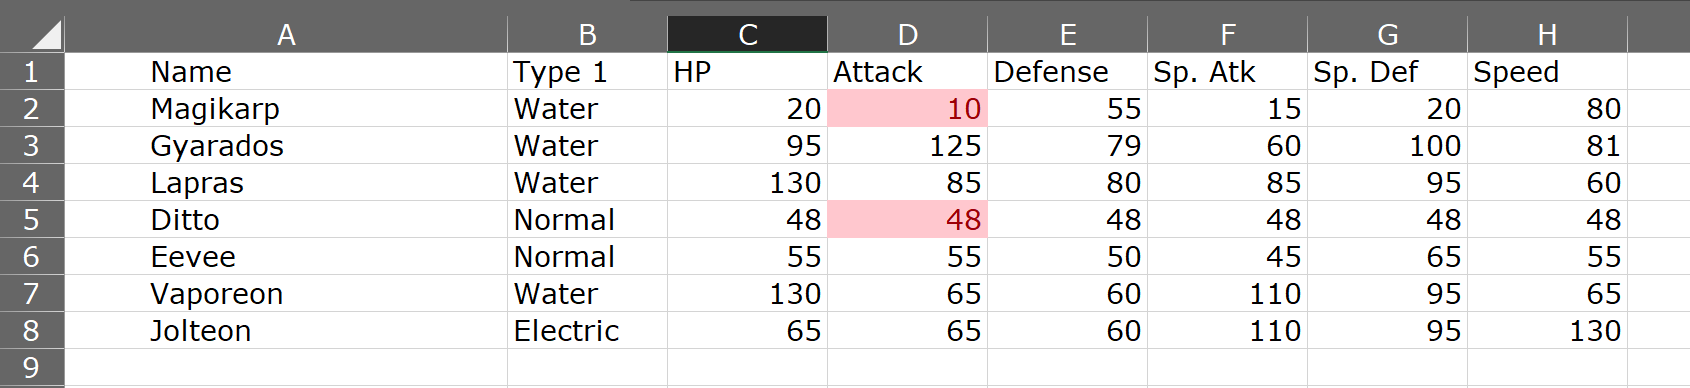 A B C D E F G H
1 Name Type 1 HP Attack Defense Sp. Atk Sp. Def Speed
2 Magikarp Water 20 10 55 15 20 80
3 Gyarados Water 95 125 79 60 100 81
4 Lapras Water 130 85 80 85 95 60
5 Ditto Normal 48 48 48 48 48 48
6 Eevee Normal 55 55 50 45 65 55
7 Vaporeon Water 130 65 60 110 95 65
8 Jolteon Electric 65 65 60 110 95 130
9